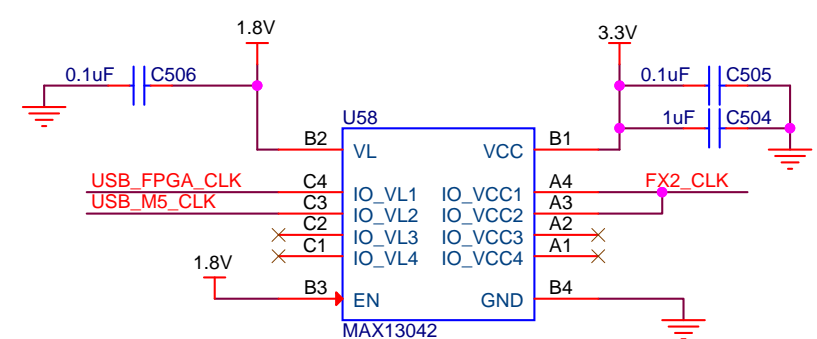 1.8V
3.3V
0.1uF C506
0.1uF C505
U58
1uF C504
B2 VL VCC B1
USB_FPGA_CLK C4 IO_VL1 IO_VCC1 A4 FX2_CLK
USB_M5_CLK C3 IO_VL2 IO_VCC2 A3
C2 IO_VL3 IO_VCC3 A2
C1 IO_VL4 IO_VCC4 A1
1.8V
B3 EN GND B4
MAX13042